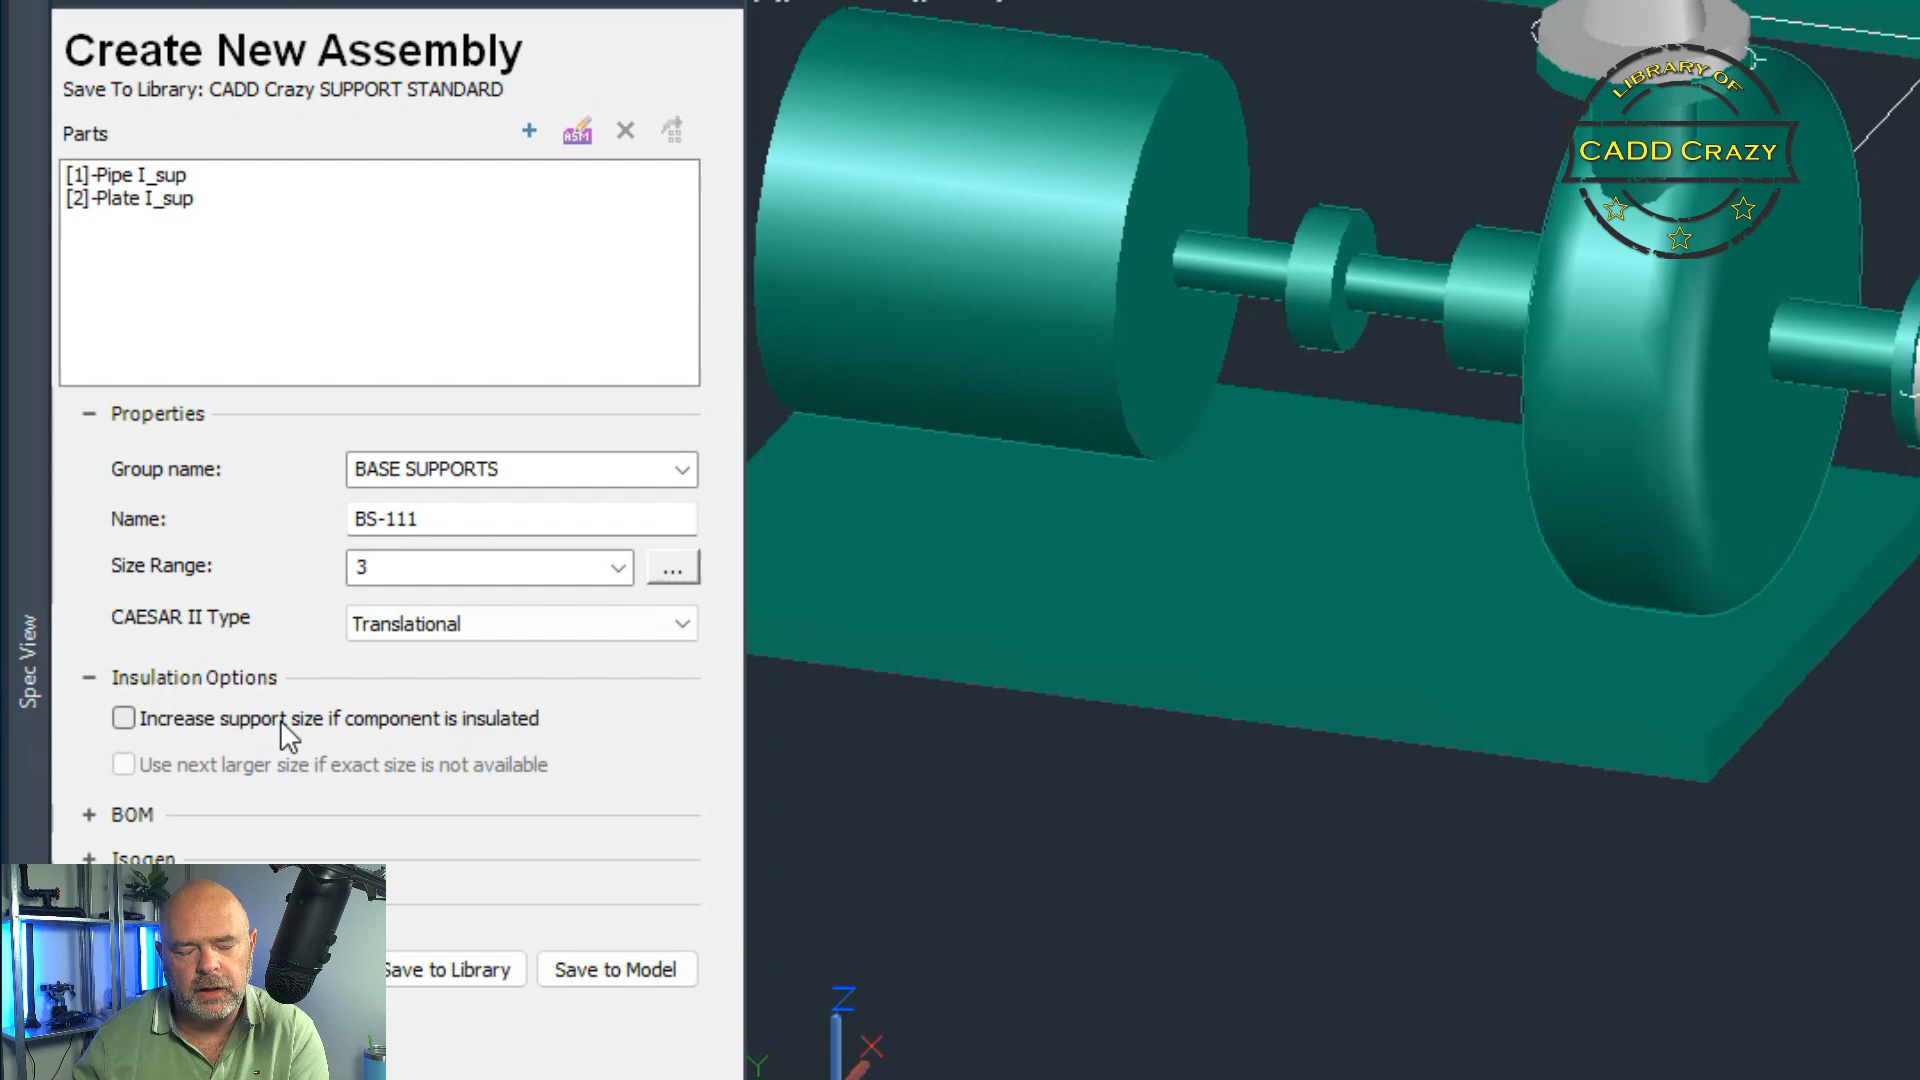 Create New Assembly
Save To Library: CADD Crazy SUPPORT STANDARD
Parts
ASM
[1]-Pipe I_sup
[2]-Plate I_sup
Properties
Group name:
BASE SUPPORTS
Name:
BS-111
Size Range:
3
...
CAESAR II Type
Translational
Insulation Options
Increase support size if component is insulated
Use next larger size if exact size is not available
BOM
Isogen
Save to Library
Save to Model
Spec View
LIBRARY OF
CADD CRAZY
Z
X
Y